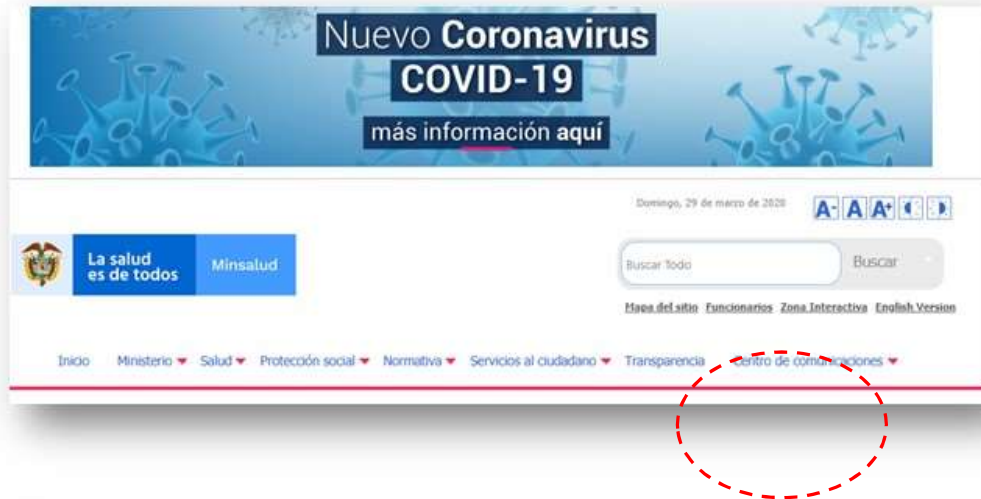 Nuevo Coronavirus
COVID-19
más información aquí
Domingo, 29 de marzo de 2020
A- A A+
La salud
es de todos
Minsalud
Buscar Todo
Buscar
Mapa del sitio Funcionarios Zona Interactiva English Version
Inicio Ministerio Salud Protección social Normativa Servicios al ciudadano Transparencia Centro de comunicaciones